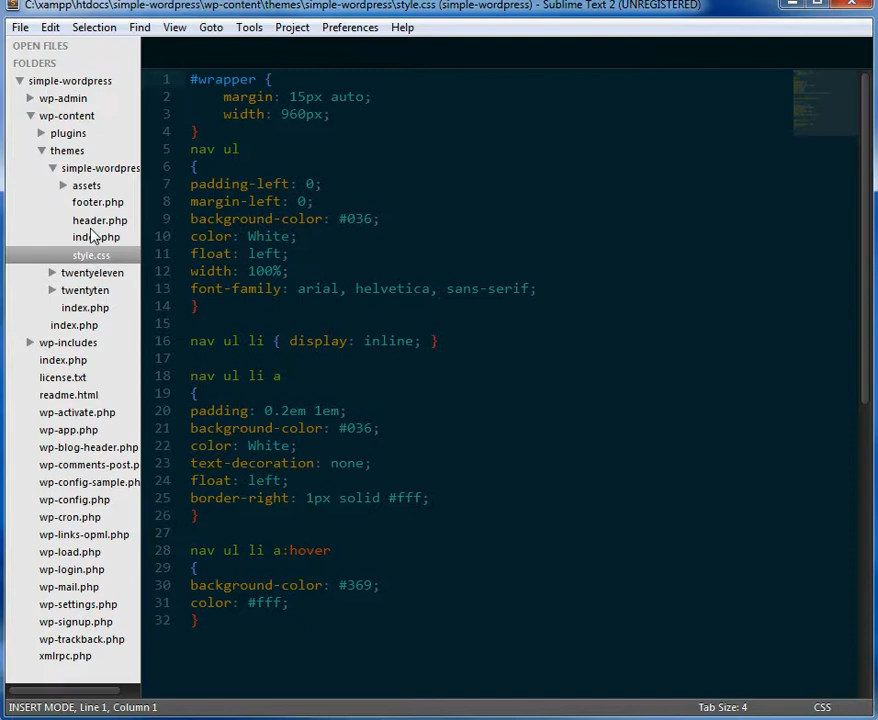 C:\xampp\htdocs\simple-wordpress\wp-content\themes\simple-wordpress\style.css (simple-wordpress) - Sublime Text 2 (UNREGISTERED)
File Edit Selection Find View Goto Tools Project Preferences Help
OPEN FILES
FOLDERS
simple-wordpress
wp-admin
wp-content
plugins
themes
simple-wordpres
assets
footer.php
header.php
index.php
style.css
twentyeleven
twentyten
index.php
index.php
wp-includes
index.php
license.txt
readme.html
wp-activate.php
wp-app.php
wp-blog-header.php
wp-comments-post.p
wp-config-sample.ph
wp-config.php
wp-cron.php
wp-links-opml.php
wp-load.php
wp-login.php
wp-mail.php
wp-settings.php
wp-signup.php
wp-trackback.php
xmlrpc.php
1 #wrapper {
2 margin: 15px auto;
3 width: 960px;
4 }
5 nav ul
6 {
7 padding-left: 0;
8 margin-left: 0;
9 background-color: #036;
10 color: White;
11 float: left;
12 width: 100%;
13 font-family: arial, helvetica, sans-serif;
14 }
15
16 nav ul li { display: inline; }
17
18 nav ul li a
19 {
20 padding: 0.2em 1em;
21 background-color: #036;
22 color: White;
23 text-decoration: none;
24 float: left;
25 border-right: 1px solid #fff;
26 }
27
28 nav ul li a:hover
29 {
30 background-color: #369;
31 color: #fff;
32 }
INSERT MODE, Line 1, Column 1 Tab Size: 4 CSS